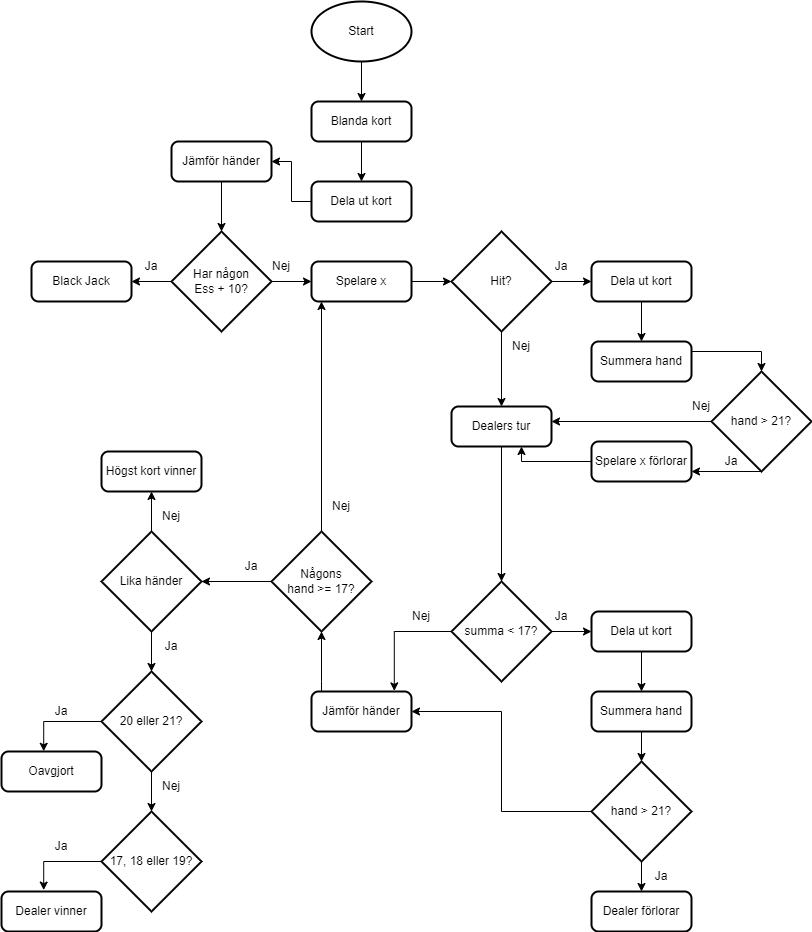 Start
Blanda kort
Jämför händer
Dela ut kort
Har någon
Ess + 10?
Ja
Black Jack
Nej
Spelare x
Hit?
Ja
Dela ut kort
Nej
Summera hand
hand > 21?
Nej
Dealers tur
Ja
Spelare x förlorar
Högst kort vinner
Nej
Nej
Lika händer
Ja
Någons
hand >= 17?
Nej
summa < 17?
Ja
Dela ut kort
Ja
Jämför händer
Summera hand
20 eller 21?
Ja
Oavgjort
Nej
hand > 21?
17, 18 eller 19?
Ja
Dealer vinner
Ja
Dealer förlorar